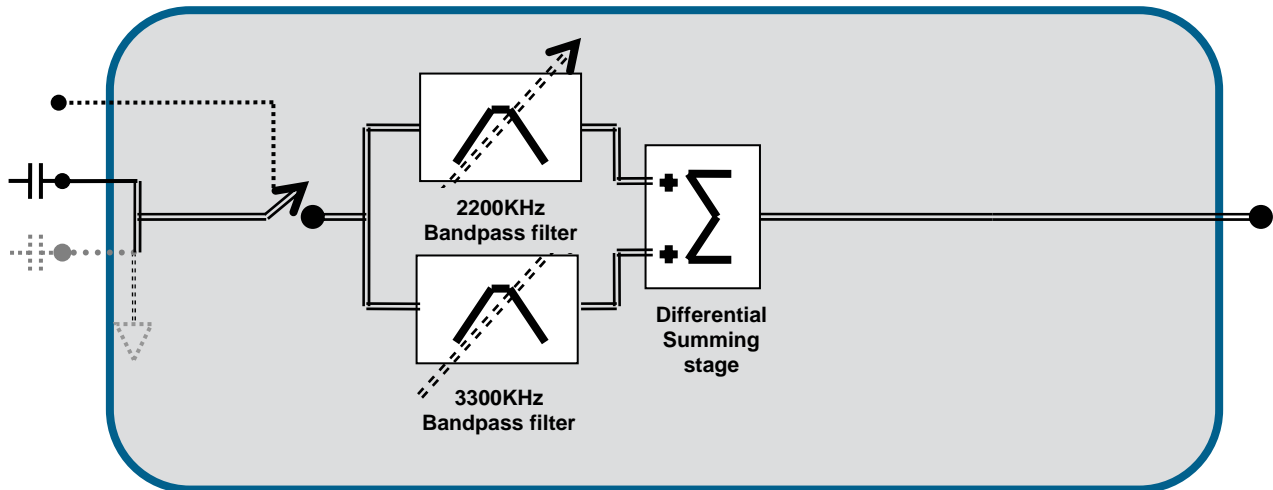 2200KHz
Bandpass filter
3300KHz
Bandpass filter
Differential
Summing
stage